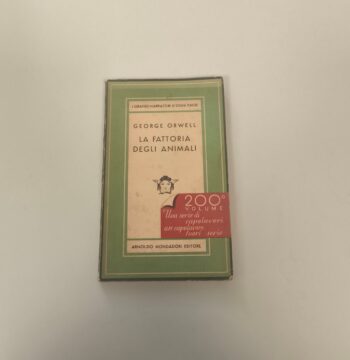 I GRANDI NARRATORI D'OGNI PAESE
GEORGE ORWELL
LA FATTORIA
DEGLI ANIMALI
200°
VOLUME
Una serie di
capolavori
un capolavoro
fuori serie
ARNOLDO MONDADORI EDITORE